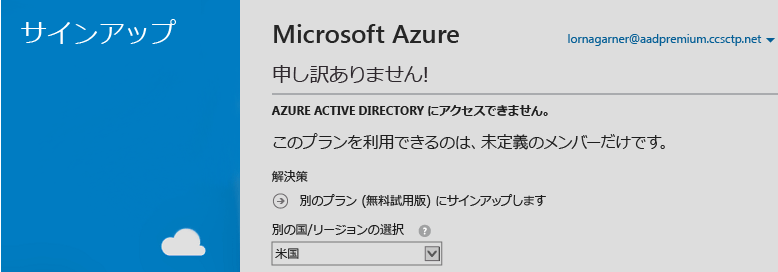 サインアップ
Microsoft Azure
lornagarner@aadpremium.ccsctp.net
申し訳ありません!
AZURE ACTIVE DIRECTORY にアクセスできません。
このプランを利用できるのは、未定義のメンバーだけです。
解決策
別のプラン (無料試用版) にサインアップします
別の国/リージョンの選択 ?
米国